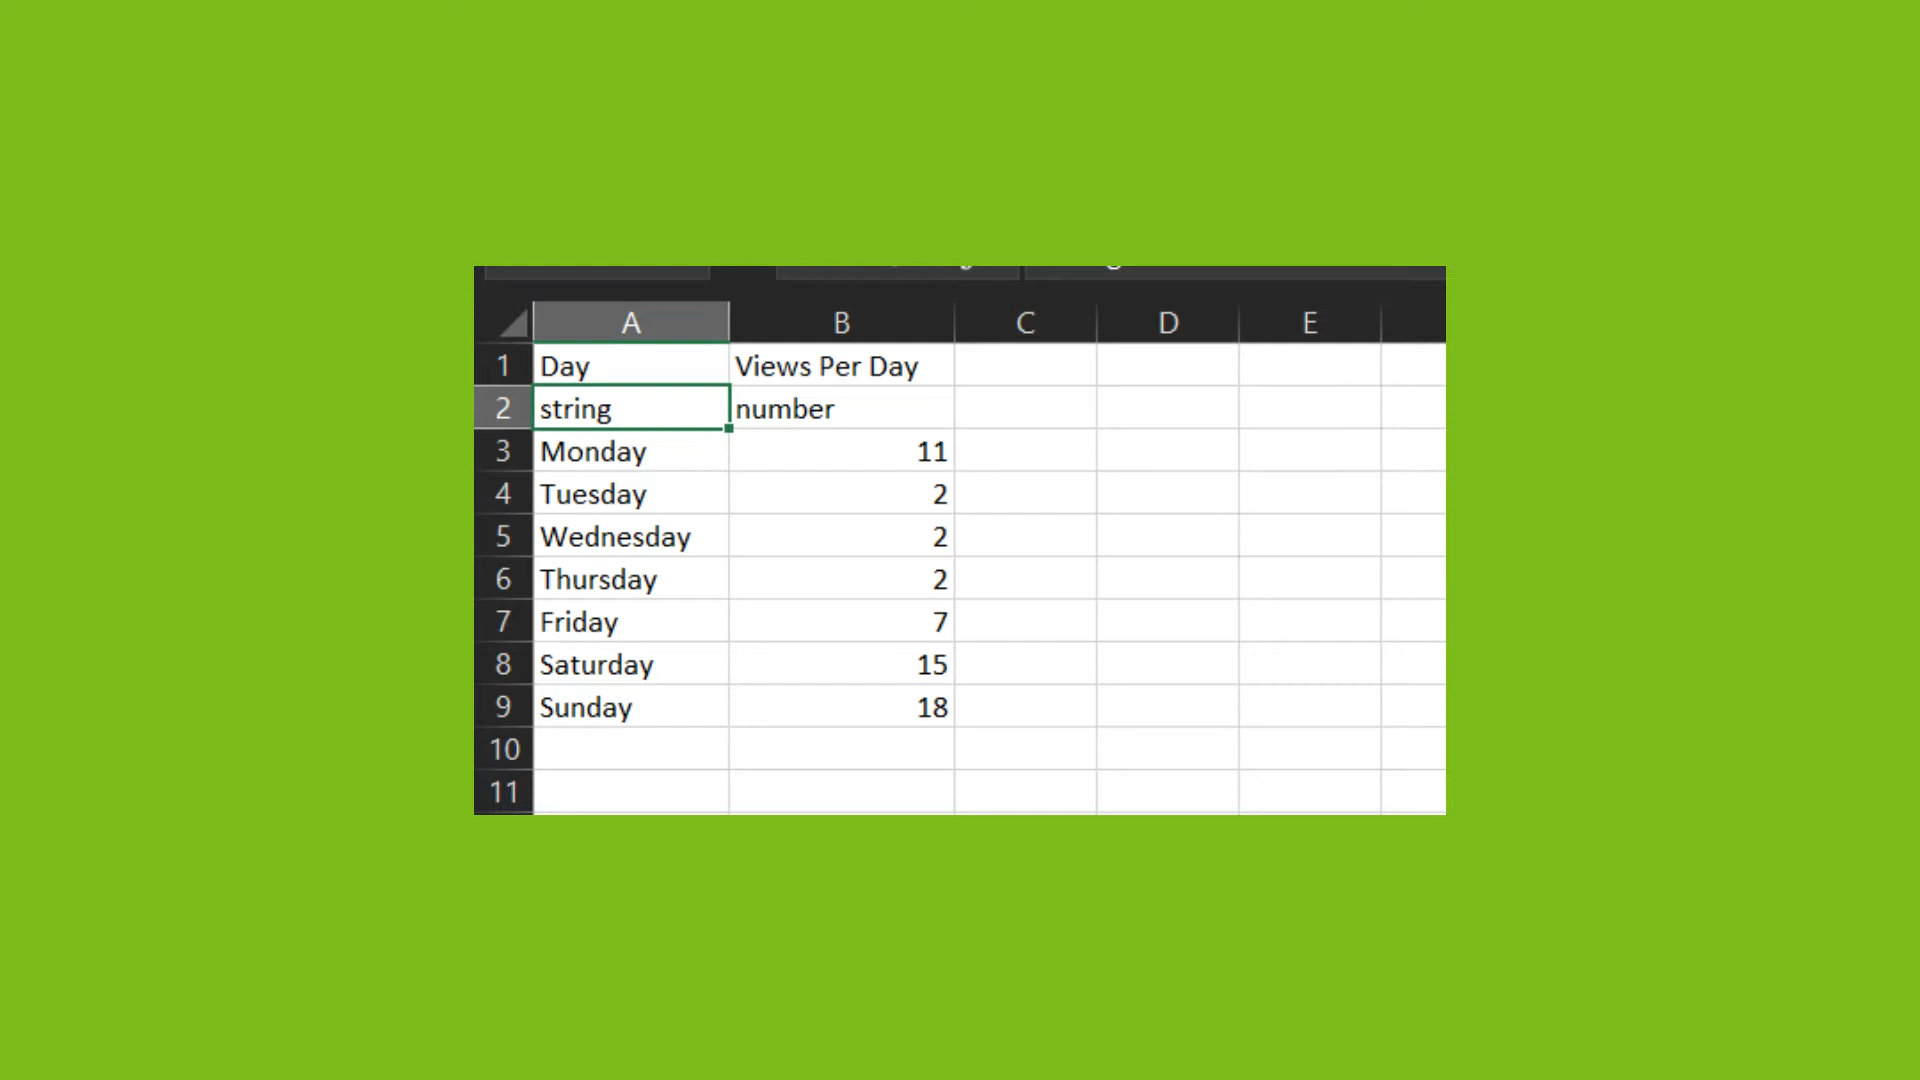 A B C D E
1 Day Views Per Day
2 string number
3 Monday 11
4 Tuesday 2
5 Wednesday 2
6 Thursday 2
7 Friday 7
8 Saturday 15
9 Sunday 18
10
11